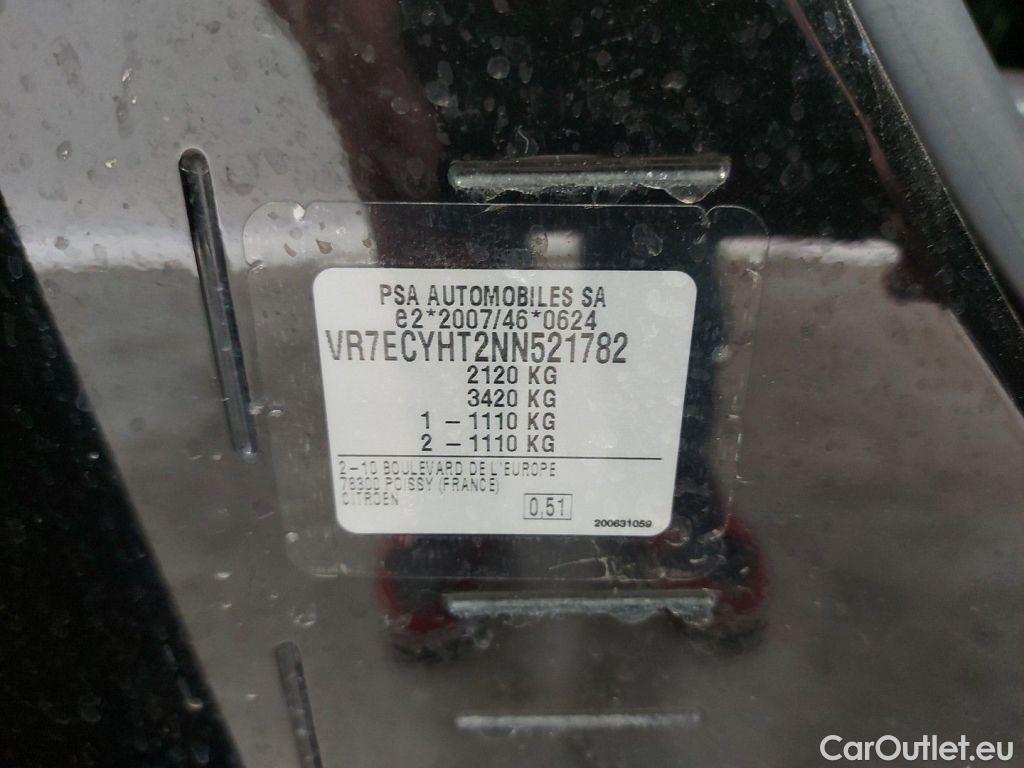 PSA AUTOMOBILES SA
e2*2007/46*0624
VR7ECYHT2NN521782
2120 KG
3420 KG
1 - 1110 KG
2 - 1110 KG
2-10 BOULEVARD DE L'EUROPE
78300 POISSY (FRANCE)
CITROEN
0,51
200631059
CarOutlet.eu